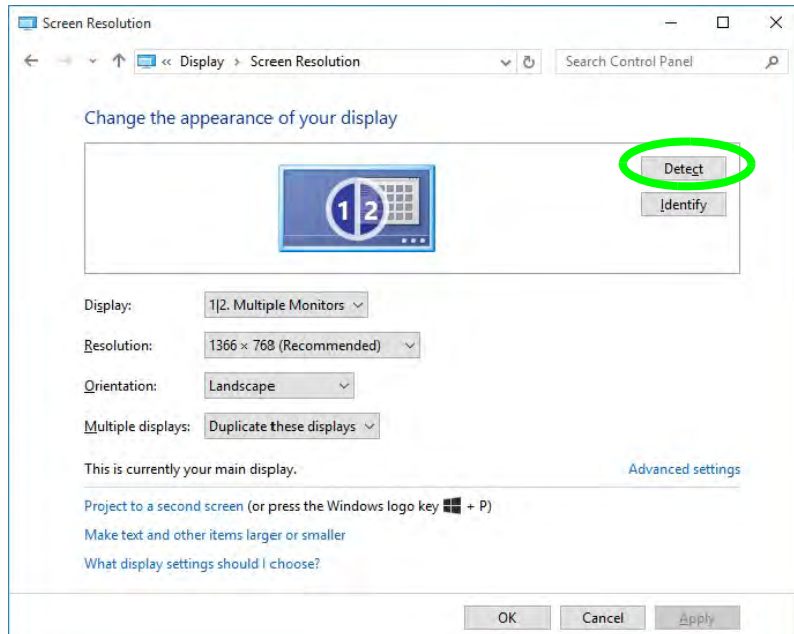 Screen Resolution
« Display › Screen Resolution
Search Control Panel
Change the appearance of your display
Detect
1|2
Identify
Display: 1|2. Multiple Monitors
Resolution: 1366 × 768 (Recommended)
Orientation: Landscape
Multiple displays: Duplicate these displays
This is currently your main display. Advanced settings
Project to a second screen (or press the Windows logo key + P)
Make text and other items larger or smaller
What display settings should I choose?
OK Cancel Apply